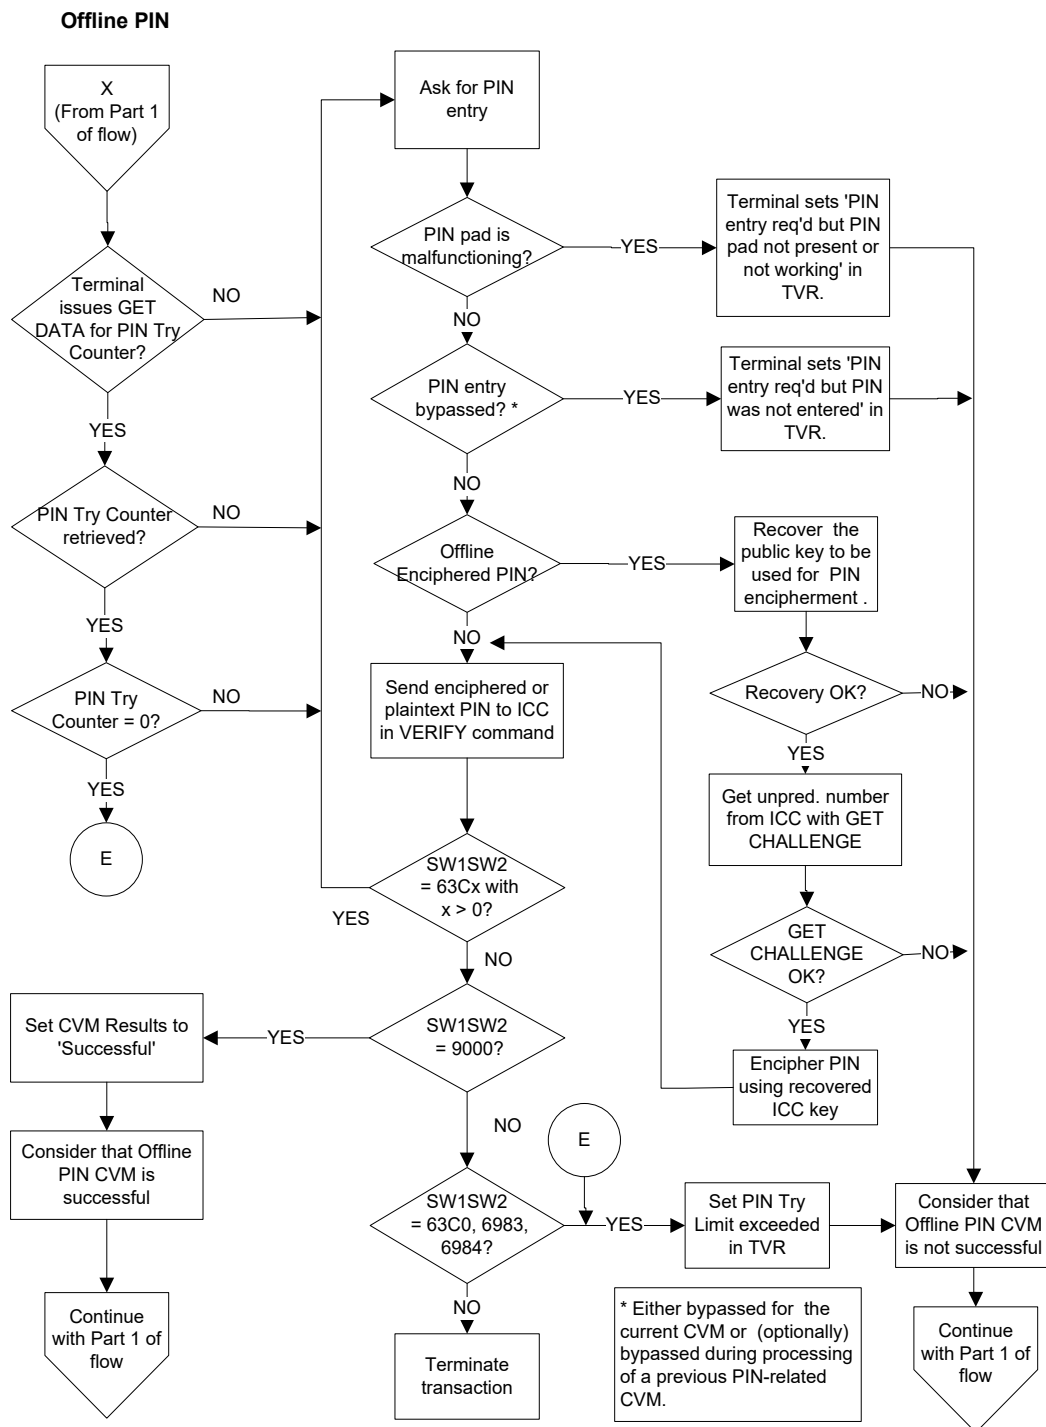 Offline PIN
X
(From Part 1
of flow)
Terminal
issues GET
DATA for PIN Try
Counter?
NO
YES
PIN Try Counter
retrieved?
NO
YES
PIN Try
Counter = 0?
NO
YES
E
Ask for PIN
entry
PIN pad is
malfunctioning?
YES
Terminal sets 'PIN
entry req'd but PIN
pad not present or
not working' in
TVR.
NO
PIN entry
bypassed? *
YES
Terminal sets 'PIN
entry req'd but PIN
was not entered' in
TVR.
NO
Offline
Enciphered PIN?
YES
Recover the
public key to be
used for PIN
encipherment .
NO
Recovery OK?
NO
YES
Get unpred. number
from ICC with GET
CHALLENGE
GET
CHALLENGE
OK?
NO
YES
Encipher PIN
using recovered
ICC key
Send enciphered or
plaintext PIN to ICC
in VERIFY command
SW1SW2
= 63Cx with
x > 0?
YES
NO
SW1SW2
= 9000?
YES
Set CVM Results to
'Successful'
Consider that Offline
PIN CVM is
successful
Continue
with Part 1 of
flow
NO
E
SW1SW2
= 63C0, 6983,
6984?
YES
Set PIN Try
Limit exceeded
in TVR
Consider that
Offline PIN CVM
is not successful
NO
Terminate
transaction
* Either bypassed for the
current CVM or (optionally)
bypassed during processing
of a previous PIN-related
CVM.
Continue
with Part 1 of
flow